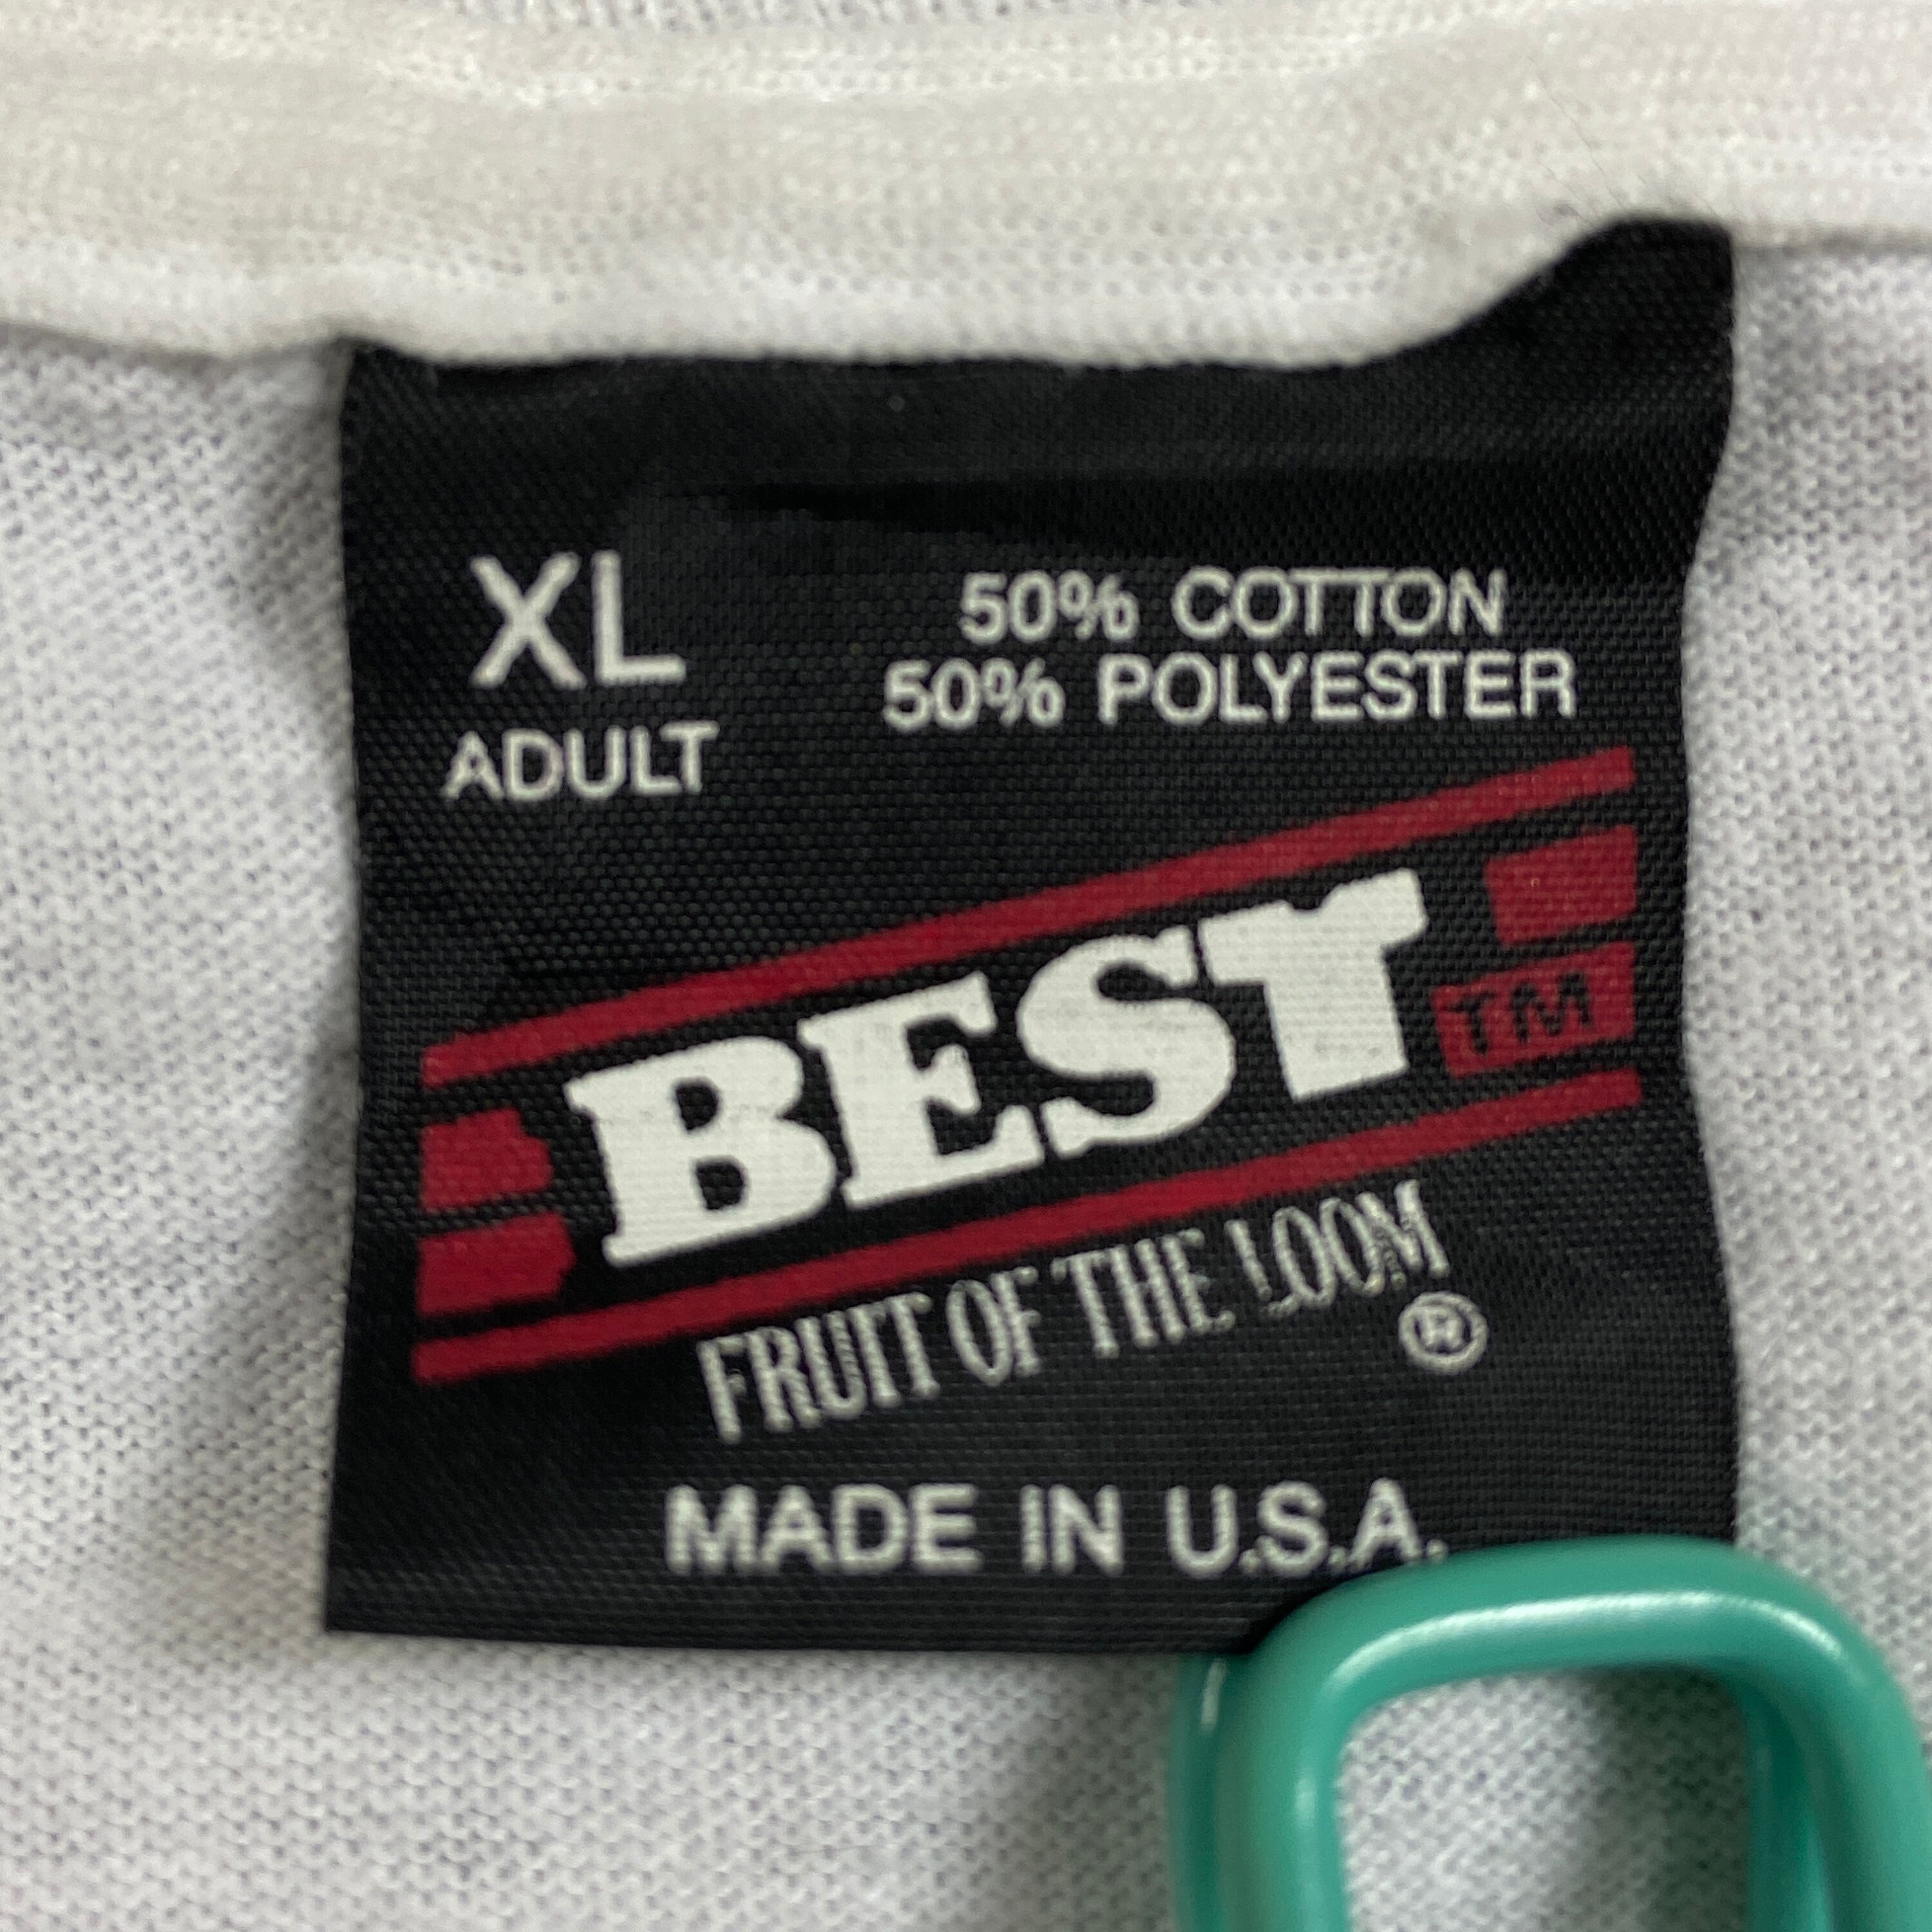 XL
ADULT
50% COTTON
50% POLYESTER
BEST
TM
FRUIT OF THE LOOM
®
MADE IN U.S.A.